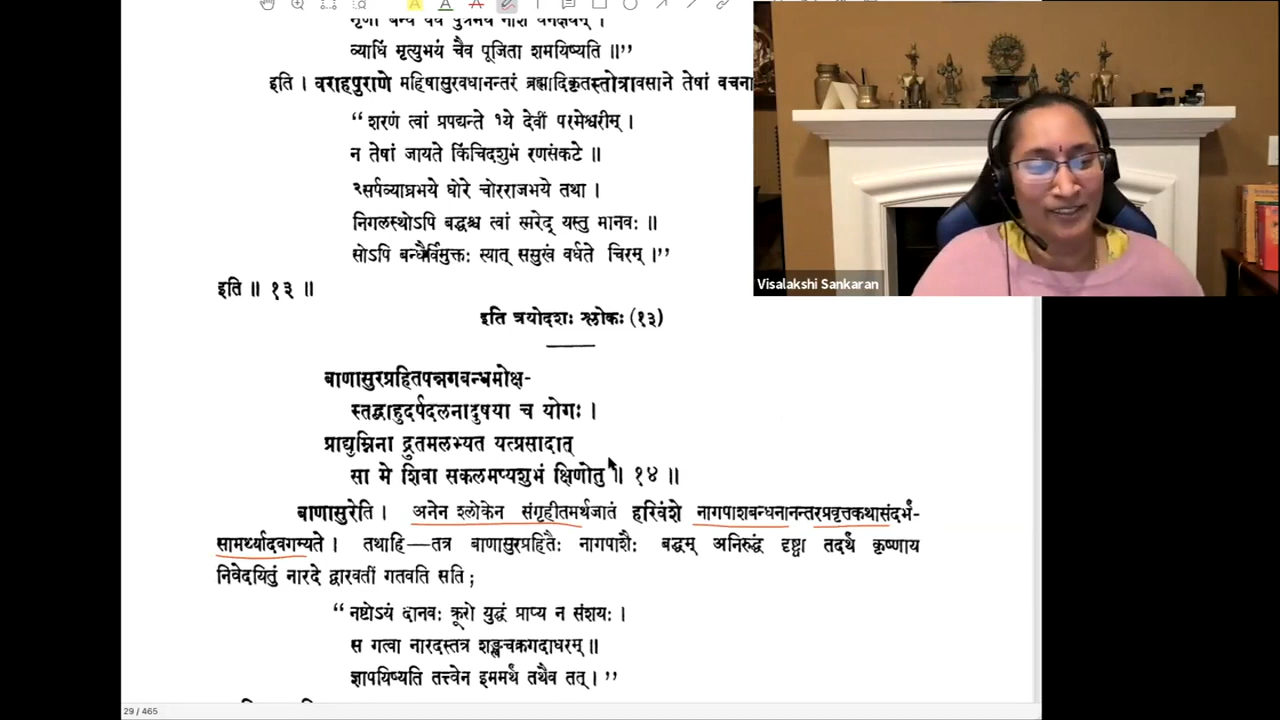 व्याधिं मृत्युभयं चैव पूजिता शमयिष्यति ॥”
इति । वराहपुराणे महिषासुरवधानन्तरं ब्रह्मादिकृतस्तोत्रावसाने तेषां वचना
“ शरणं त्वां प्रपद्यन्ते १ये देवीं परमेश्वरीम् ।
न तेषां जायते किंचिदशुभं रणसंकटे ॥
२सर्पव्याघ्रभये घोरे चोरराजभये तथा ।
निगलस्थोऽपि बद्धश्च त्वां स्मरेद् यस्तु मानवः ॥
सोऽपि बन्धैर्विमुक्तः स्यात् ससुखं वर्धते चिरम् ।”
इति ॥ १३ ॥
इति त्रयोदशः श्लोकः (१३)
बाणासुरप्रहितपन्नगबन्धमोक्ष-
स्तद्बाहुदर्पदलनादुषया च योगः ।
प्राद्युम्निना द्रुतमलभ्यत यत्प्रसादात्
सा मे शिवा सकलमप्यशुभं क्षिणोतु ॥ १४ ॥
बाणासुरेति । अनेन श्लोकेन संगृहीतमर्थजातं हरिवंशे नागपाशबन्धनानन्तरप्रवृत्तकथासंदर्भ-
सामर्थ्यादवगम्यते । तथाहि—तत्र बाणासुरप्रहितैः नागपाशैः बद्धम् अनिरुद्धं दृष्ट्वा तदर्थं कृष्णाय
निवेदयितुं नारदे द्वारवतीं गतवति सति ;
“ नष्टोऽयं दानवः क्रूरो युद्धं प्राप्य न संशयः ।
स गत्वा नारदस्तत्र शङ्खचक्रगदाधरम् ॥
ज्ञापयिष्यति तत्त्वेन इममर्थं तथैव तत् । ”
29 / 465
Visalakshi Sankaran